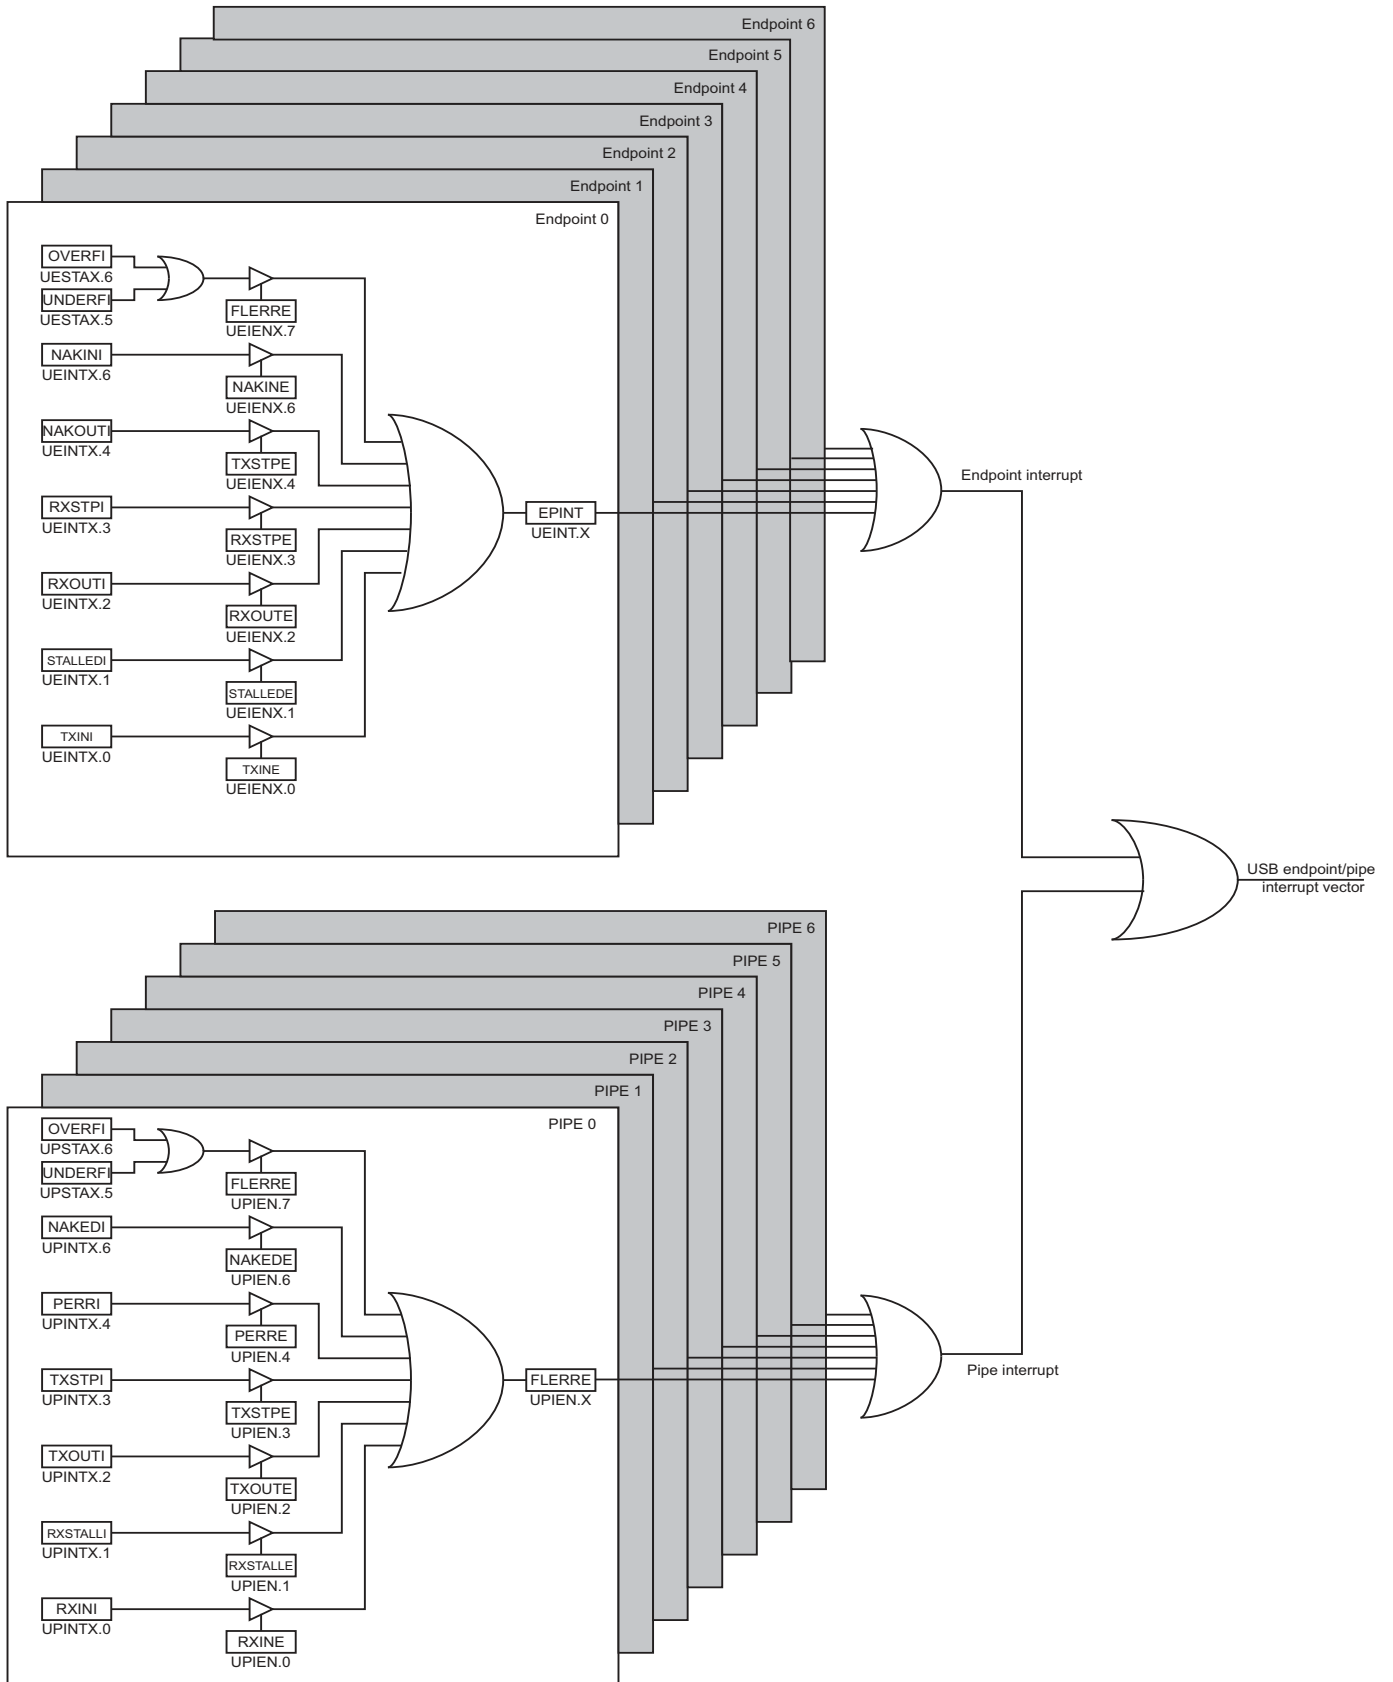 Endpoint 6
Endpoint 5
Endpoint 4
Endpoint 3
Endpoint 2
Endpoint 1
Endpoint 0
OVERFI
UESTAX.6
UNDERFI
UESTAX.5
FLERRE
UEIENX.7
NAKINI
UEINTX.6
NAKINE
UEIENX.6
NAKOUTI
UEINTX.4
TXSTPE
UEIENX.4
RXSTPI
UEINTX.3
RXSTPE
UEIENX.3
RXOUTI
UEINTX.2
RXOUTE
UEIENX.2
STALLEDI
UEINTX.1
STALLEDE
UEIENX.1
TXINI
UEINTX.0
TXINE
UEIENX.0
EPINT
UEINT.X
Endpoint interrupt
USB endpoint/pipe
interrupt vector
PIPE 6
PIPE 5
PIPE 4
PIPE 3
PIPE 2
PIPE 1
PIPE 0
OVERFI
UPSTAX.6
UNDERFI
UPSTAX.5
FLERRE
UPIEN.7
NAKEDI
UPINTX.6
NAKEDE
UPIEN.6
PERRI
UPINTX.4
PERRE
UPIEN.4
TXSTPI
UPINTX.3
TXSTPE
UPIEN.3
TXOUTI
UPINTX.2
TXOUTE
UPIEN.2
RXSTALLI
UPINTX.1
RXSTALLE
UPIEN.1
RXINI
UPINTX.0
RXINE
UPIEN.0
FLERRE
UPIEN.X
Pipe interrupt